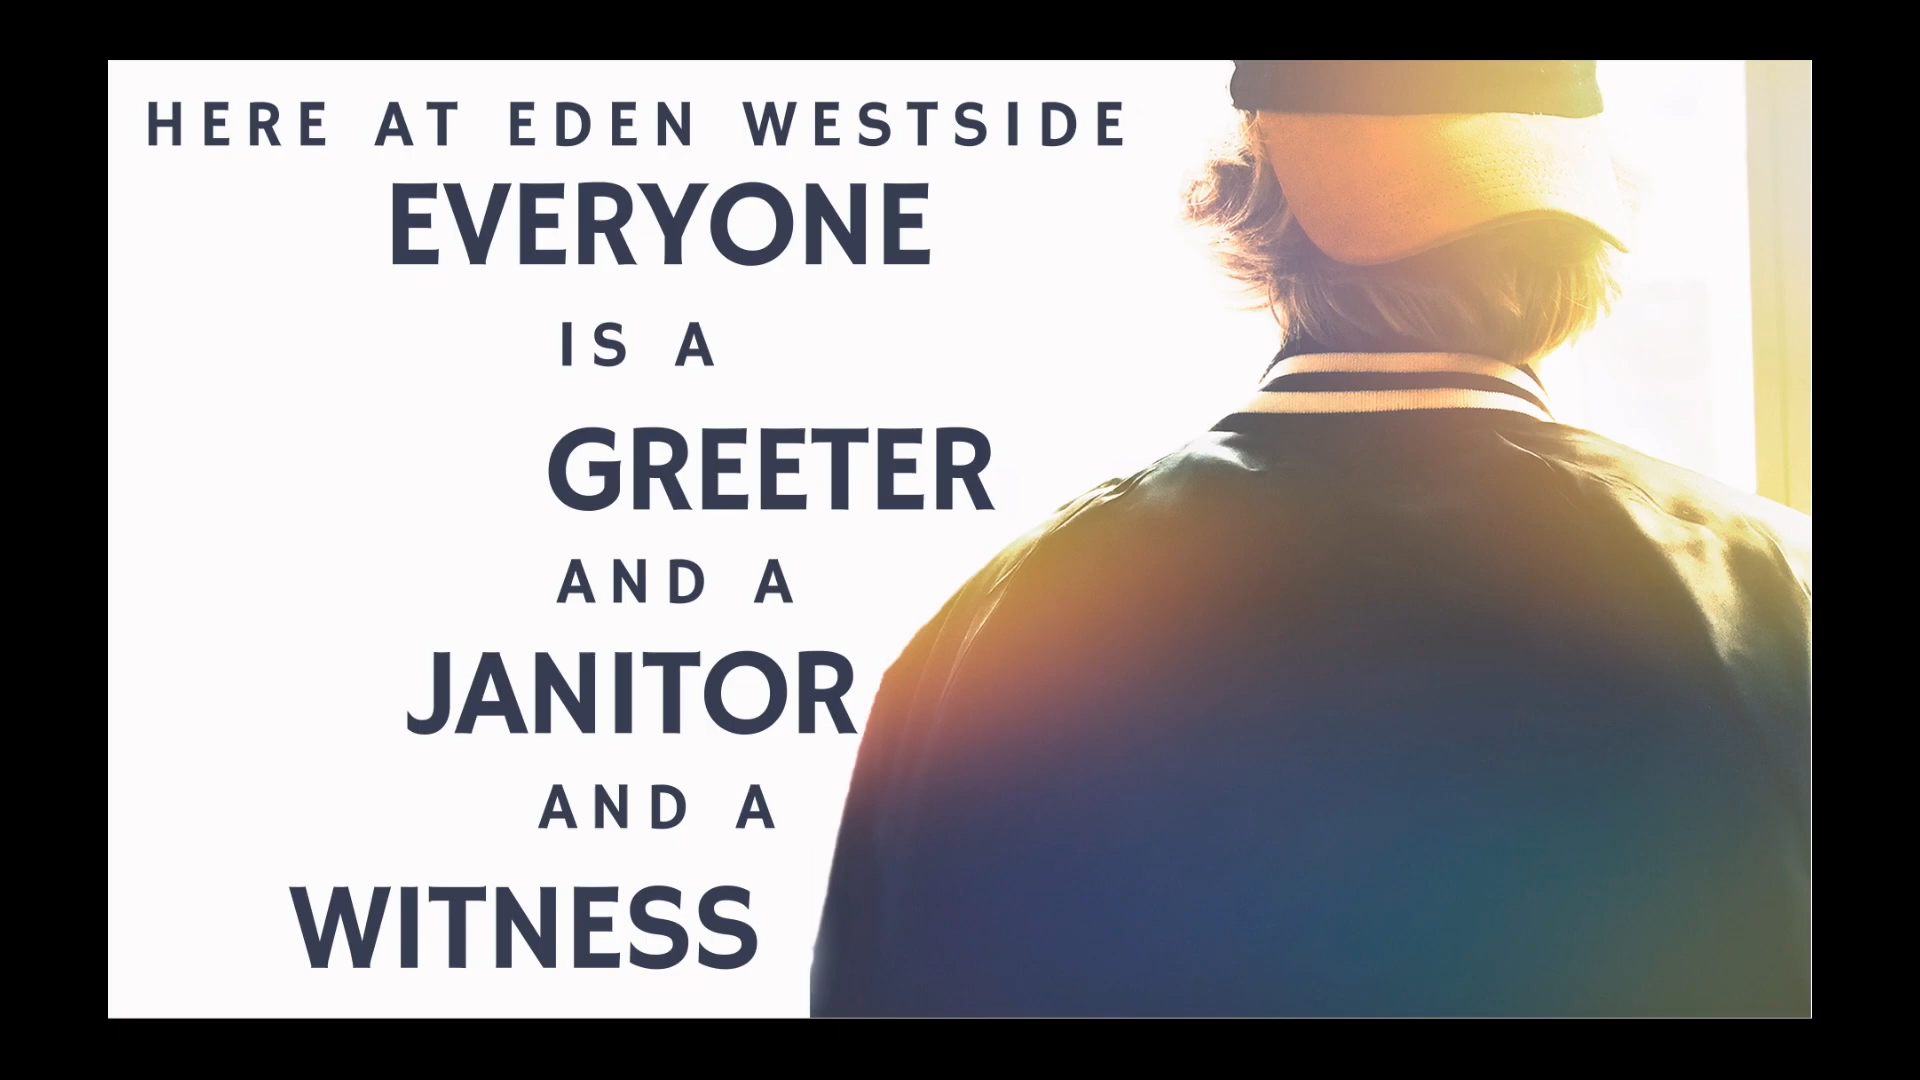 HERE AT EDEN WESTSIDE
EVERYONE
IS A
GREETER
AND A
JANITOR
AND A
WITNESS